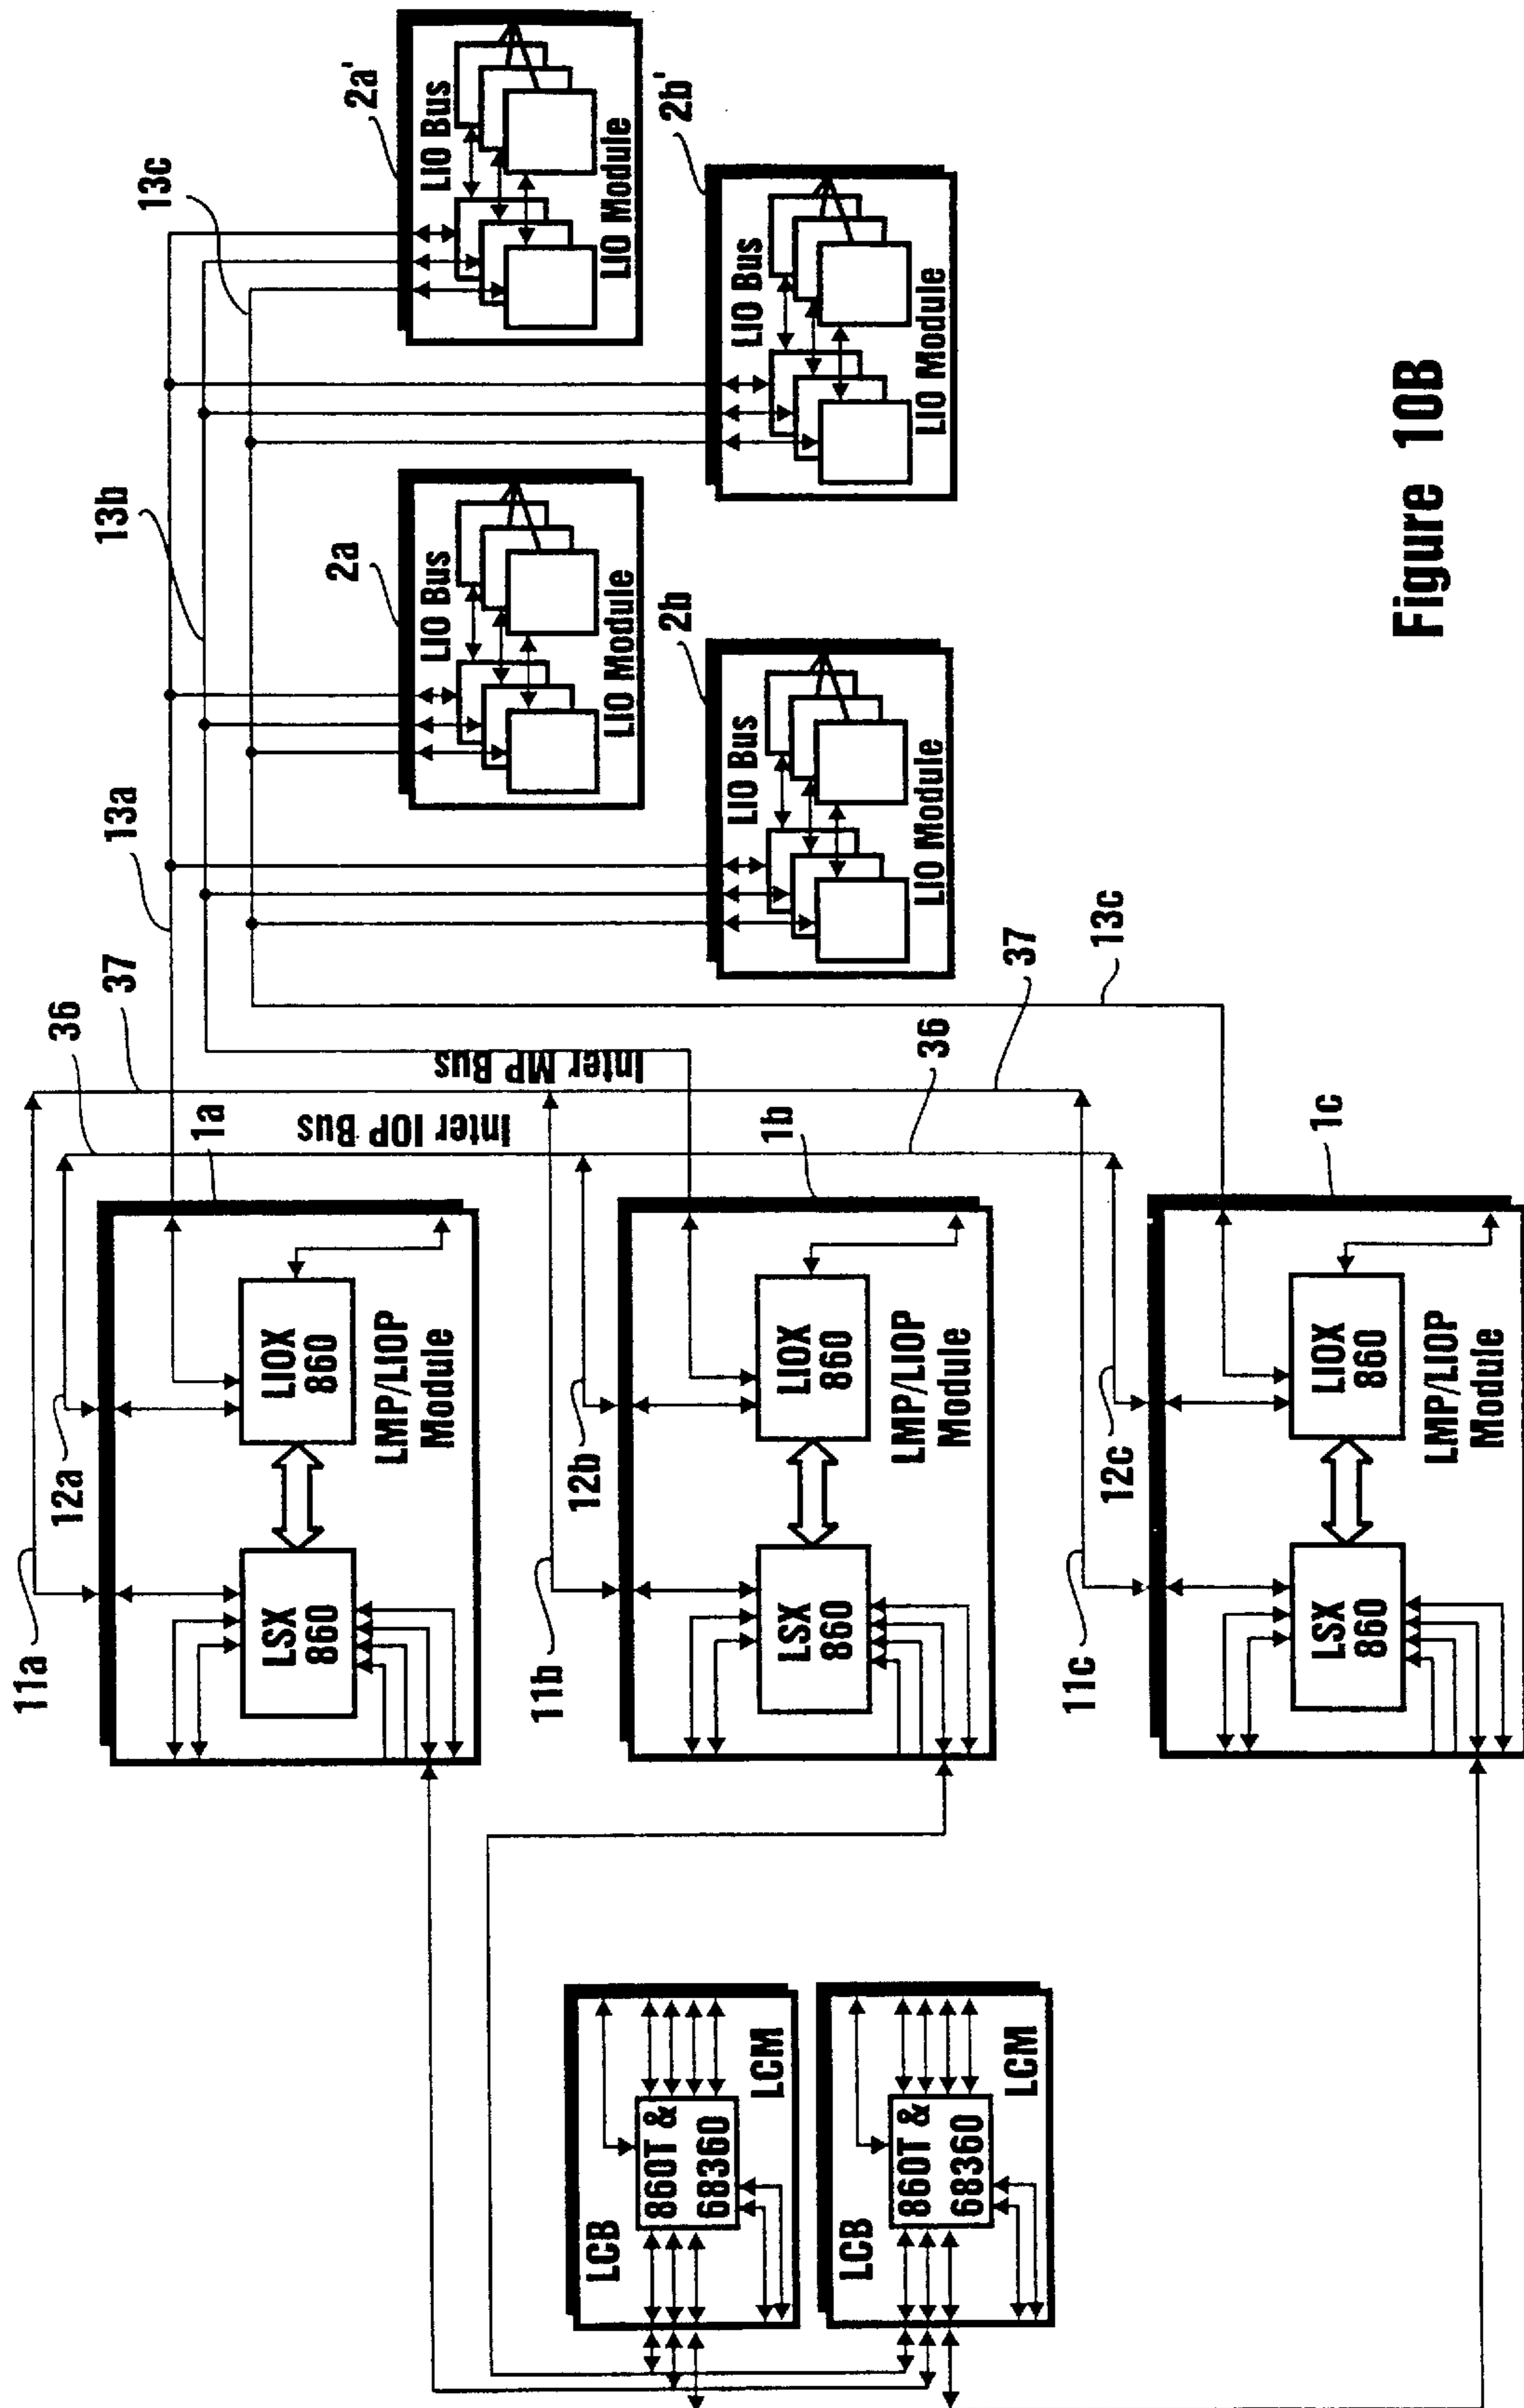 11a
12a
36
37
13a
13b
13c
2a'
Inter IOP Bus
Inter MP Bus
1a
LSX
860
LIOX
860
LMP/LIOP
Module
2a
LIO Bus
LIO Module
LIO Bus
LIO Module
11b
12b
1b
LSX
860
LIOX
860
LMP/LIOP
Module
36
37
2b
LIO Bus
LIO Module
2b'
LIO Bus
LIO Module
LCB
860T &
68360
LCM
LCB
860T &
68360
LCM
11c
12c
1c
13c
LSX
860
LIOX
860
LMP/LIOP
Module
Figure 10B